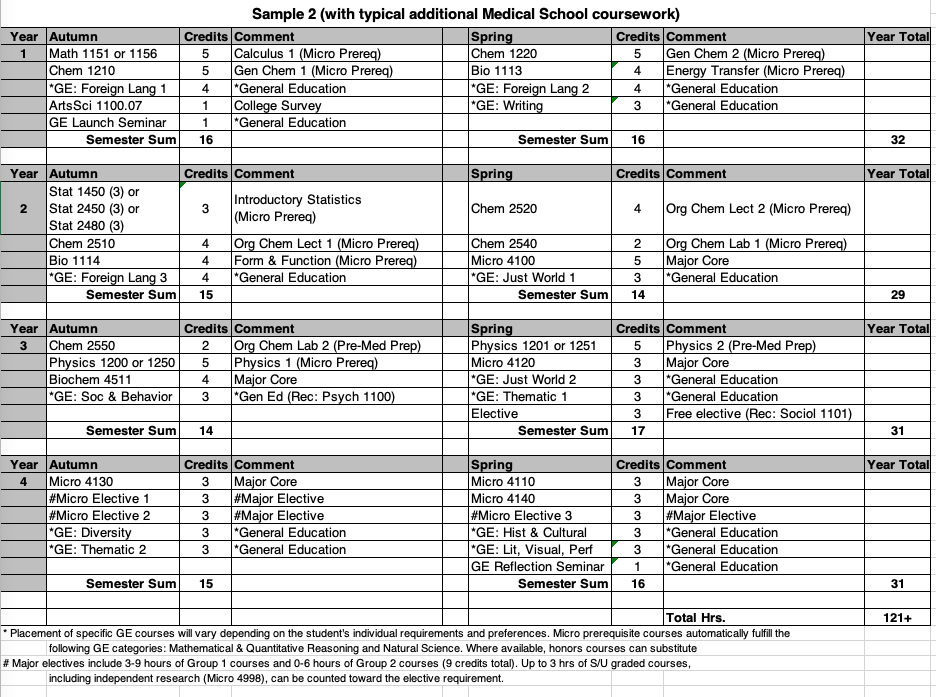 Sample 2 (with typical additional Medical School coursework)
Year Autumn Credits Comment Spring Credits Comment Year Total
1 Math 1151 or 1156 5 Calculus 1 (Micro Prereq) Chem 1220 5 Gen Chem 2 (Micro Prereq)
Chem 1210 5 Gen Chem 1 (Micro Prereq) Bio 1113 4 Energy Transfer (Micro Prereq)
*GE: Foreign Lang 1 4 *General Education *GE: Foreign Lang 2 4 *General Education
ArtsSci 1100.07 1 College Survey *GE: Writing 3 *General Education
GE Launch Seminar 1 *General Education
Semester Sum 16 Semester Sum 16 32
Year Autumn Credits Comment Spring Credits Comment Year Total
2 Stat 1450 (3) or Stat 2450 (3) or Stat 2480 (3) 3 Introductory Statistics (Micro Prereq) Chem 2520 4 Org Chem Lect 2 (Micro Prereq)
Chem 2510 4 Org Chem Lect 1 (Micro Prereq) Chem 2540 2 Org Chem Lab 1 (Micro Prereq)
Bio 1114 4 Form & Function (Micro Prereq) Micro 4100 5 Major Core
*GE: Foreign Lang 3 4 *General Education *GE: Just World 1 3 *General Education
Semester Sum 15 Semester Sum 14 29
Year Autumn Credits Comment Spring Credits Comment Year Total
3 Chem 2550 2 Org Chem Lab 2 (Pre-Med Prep) Physics 1201 or 1251 5 Physics 2 (Pre-Med Prep)
Physics 1200 or 1250 5 Physics 1 (Micro Prereq) Micro 4120 3 Major Core
Biochem 4511 4 Major Core *GE: Just World 2 3 *General Education
*GE: Soc & Behavior 3 *Gen Ed (Rec: Psych 1100) *GE: Thematic 1 3 *General Education
Elective 3 Free elective (Rec: Sociol 1101)
Semester Sum 14 Semester Sum 17 31
Year Autumn Credits Comment Spring Credits Comment Year Total
4 Micro 4130 3 Major Core Micro 4110 3 Major Core
#Micro Elective 1 3 #Major Elective Micro 4140 3 Major Core
#Micro Elective 2 3 #Major Elective #Micro Elective 3 3 #Major Elective
*GE: Diversity 3 *General Education *GE: Hist & Cultural 3 *General Education
*GE: Thematic 2 3 *General Education *GE: Lit, Visual, Perf 3 *General Education
GE Reflection Seminar 1 *General Education
Semester Sum 15 Semester Sum 16 31
Total Hrs. 121+
* Placement of specific GE courses will vary depending on the student's individual requirements and preferences. Micro prerequisite courses automatically fulfill the
following GE categories: Mathematical & Quantitative Reasoning and Natural Science. Where available, honors courses can substitute
# Major electives include 3-9 hours of Group 1 courses and 0-6 hours of Group 2 courses (9 credits total). Up to 3 hrs of S/U graded courses,
including independent research (Micro 4998), can be counted toward the elective requirement.